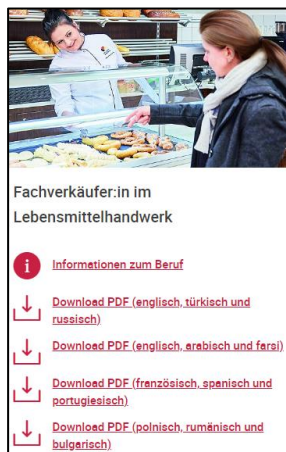 Fachverkäufer:in im
Lebensmittelhandwerk
Informationen zum Beruf
Download PDF (englisch, türkisch und
russisch)
Download PDF (englisch, arabisch und farsi)
Download PDF (französisch, spanisch und
portugiesisch)
Download PDF (polnisch, rumänisch und
bulgarisch)